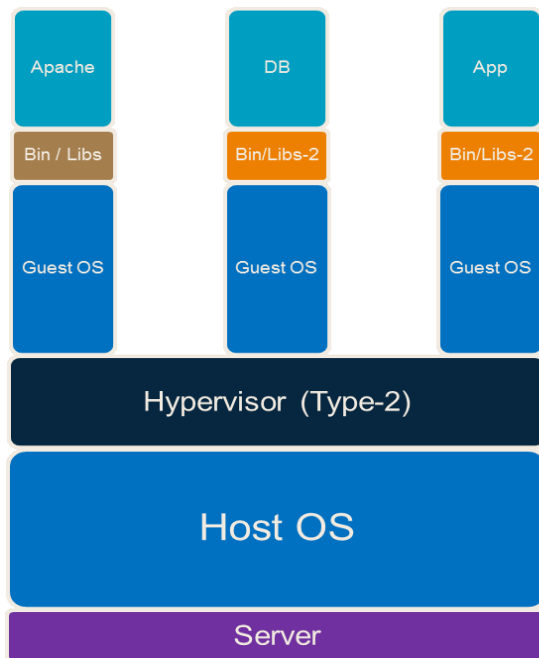 Apache
DB
App
Bin / Libs
Bin/Libs-2
Bin/Libs-2
Guest OS
Guest OS
Guest OS
Hypervisor (Type-2)
Host OS
Server